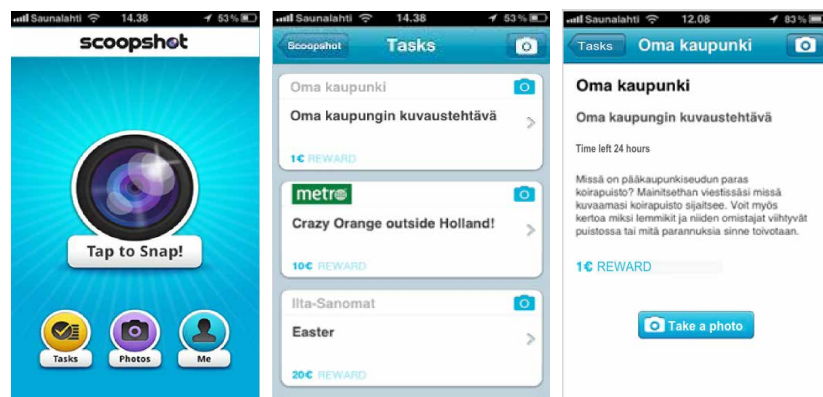 Saunalahti 14.38 53%
scoopshot
Tap to Snap!
Tasks Photos Me
Saunalahti 14.38 53%
Scoopshot Tasks
Oma kaupunki
Oma kaupungin kuvaustehtävä
1€ REWARD
metro
Crazy Orange outside Holland!
10€ REWARD
Ilta-Sanomat
Easter
20€ REWARD
Saunalahti 12.08 83%
Tasks Oma kaupunki
Oma kaupunki
Oma kaupungin kuvaustehtävä
Time left 24 hours
Missä on pääkaupunkiseudun paras
koirapuisto? Mainitsethan viestissäsi missä
kuvaamasi koirapuisto sijaitsee. Voit myös
kertoa miksi lemmikit ja niiden omistajat viihtyvät
puistossa tai mitä parannuksia sinne toivotaan.
1€ REWARD
Take a photo